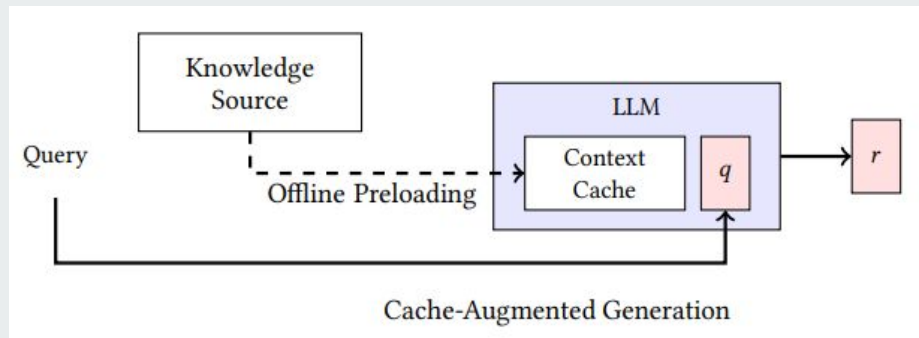 Knowledge
Source
LLM
Query
Context
Cache
q
r
Offline Preloading
Cache-Augmented Generation